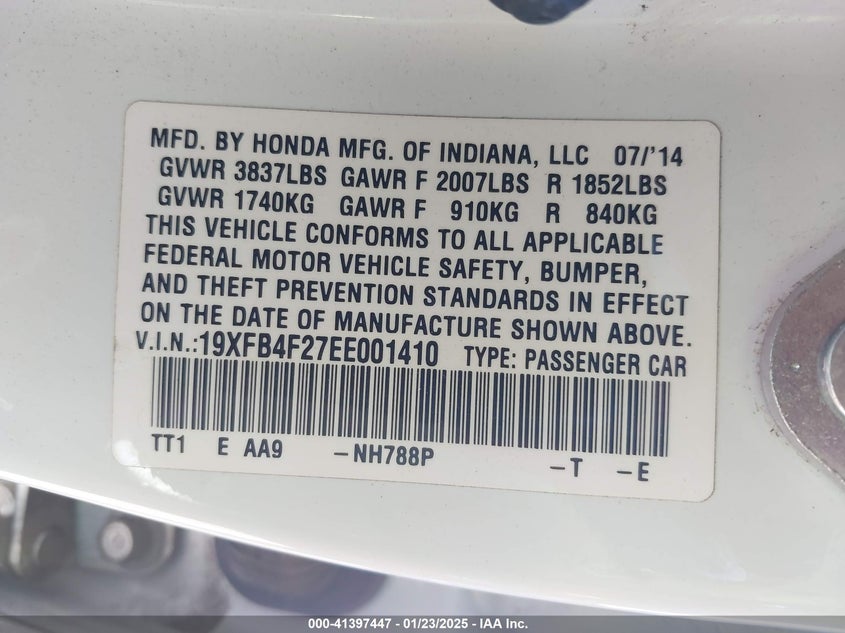 MFD. BY HONDA MFG. OF INDIANA, LLC 07/'14
GVWR 3837LBS GAWR F 2007LBS R 1852LBS
GVWR 1740KG GAWR F 910KG R 840KG
THIS VEHICLE CONFORMS TO ALL APPLICABLE
FEDERAL MOTOR VEHICLE SAFETY, BUMPER,
AND THEFT PREVENTION STANDARDS IN EFFECT
ON THE DATE OF MANUFACTURE SHOWN ABOVE.
V.I.N.:19XFB4F27EE001410 TYPE: PASSENGER CAR
TT1 E AA9 -NH788P -T -E
000-41397447 - 01/23/2025 - IAA Inc.